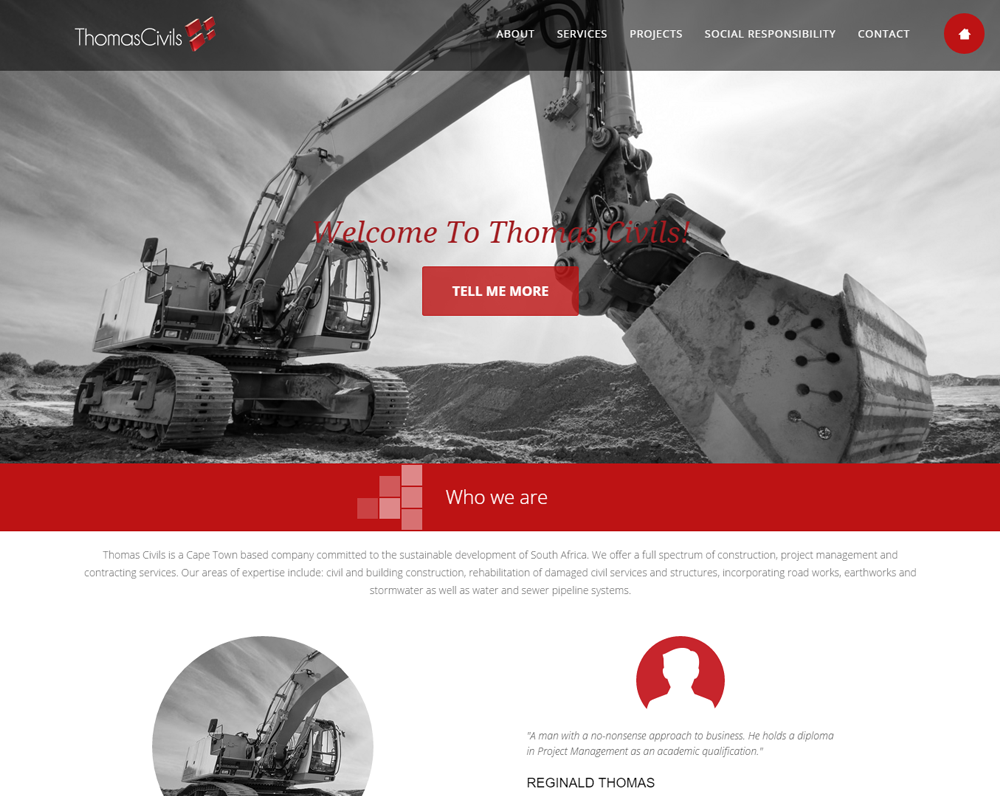 ThomasCivils
ABOUT SERVICES PROJECTS SOCIAL RESPONSIBILITY CONTACT
Welcome To Thomas Civils!
TELL ME MORE
Who we are
Thomas Civils is a Cape Town based company committed to the sustainable development of South Africa. We offer a full spectrum of construction, project management and
contracting services. Our areas of expertise include: civil and building construction, rehabilitation of damaged civil services and structures, incorporating road works, earthworks and
stormwater as well as water and sewer pipeline systems.
"A man with a no-nonsense approach to business. He holds a diploma
in Project Management as an academic qualification."
REGINALD THOMAS